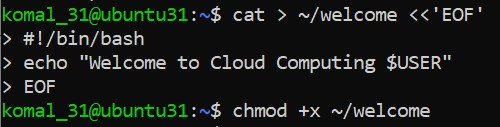 komal_31@ubuntu31:~$ cat > ~/welcome <<'EOF'
> #!/bin/bash
> echo "Welcome to Cloud Computing $USER"
> EOF
komal_31@ubuntu31:~$ chmod +x ~/welcome